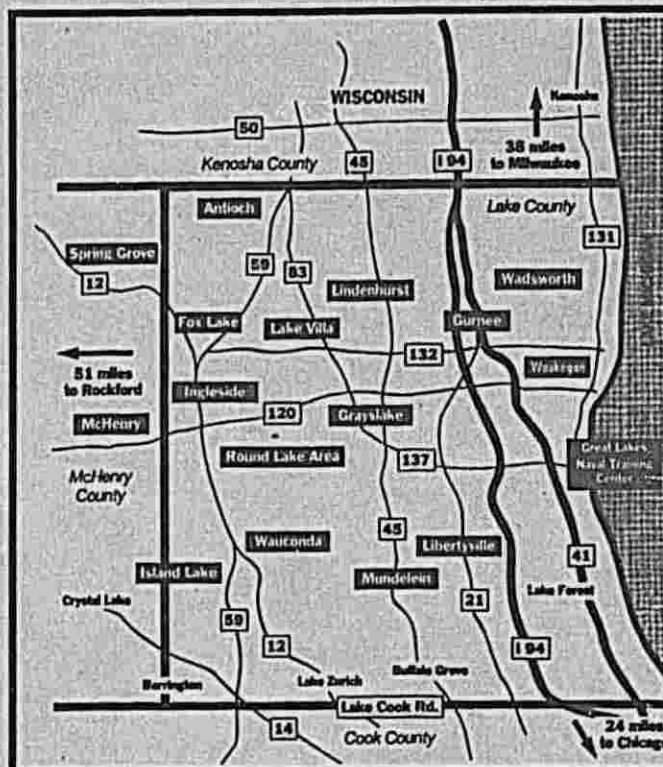 WISCONSIN
Kenosha
50
38 miles
to Milwaukee
Kenosha County
45
I 94
Antioch
Lake County
131
Spring Grove
59
83
12
Lindenhurst
Wadsworth
Fox Lake
Lake Villa
Gurnee
51 miles
to Rockford
132
Waukegan
Ingleside
120
Grayslake
McHenry
Great Lakes
Naval Training
Center
Round Lake Area
137
McHenry
County
45
Wauconda
Libertyville
41
Island Lake
Mundelein
Lake Forest
Crystal Lake
59
21
12
I 94
Buffalo Grove
Barrington
Lake Zurich
Lake Cook Rd.
14
Cook County
24 miles
to Chicago